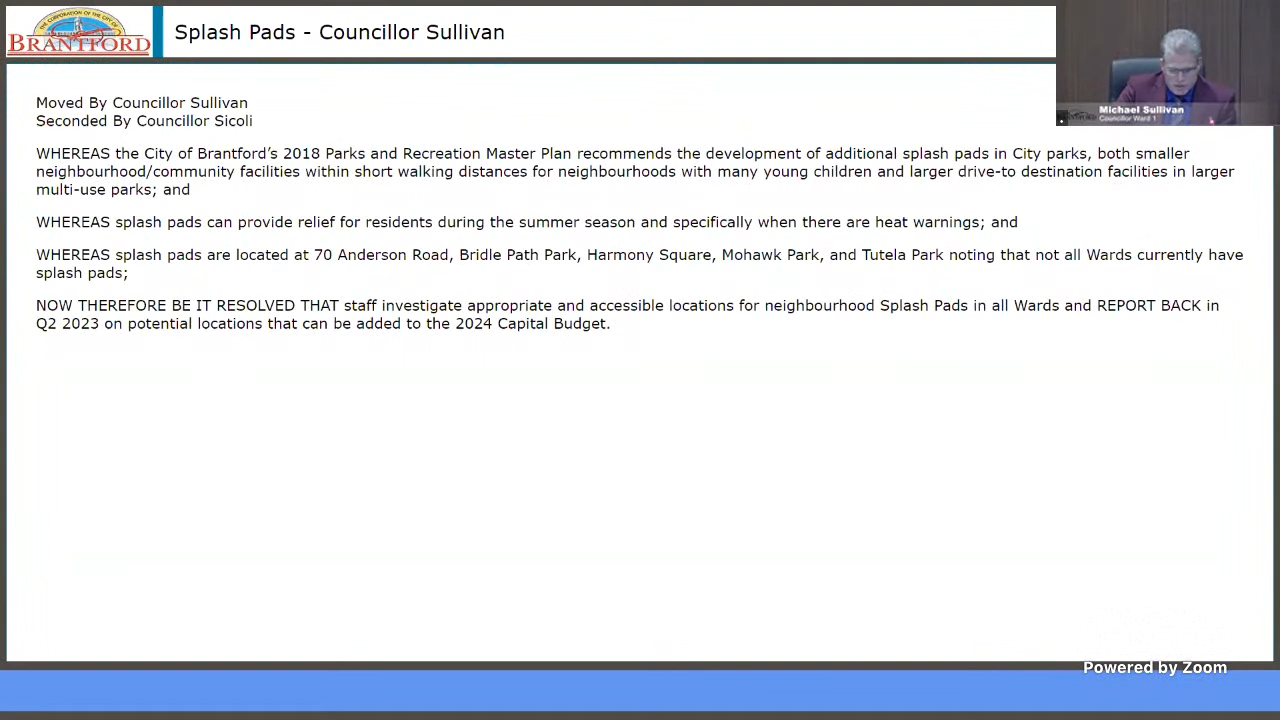 THE CORPORATION OF THE CITY OF
BRANTFORD
Splash Pads - Councillor Sullivan
Michael Sullivan
Councillor Ward 1
Moved By Councillor Sullivan
Seconded By Councillor Sicoli
WHEREAS the City of Brantford’s 2018 Parks and Recreation Master Plan recommends the development of additional splash pads in City parks, both smaller
neighbourhood/community facilities within short walking distances for neighbourhoods with many young children and larger drive-to destination facilities in larger
multi-use parks; and
WHEREAS splash pads can provide relief for residents during the summer season and specifically when there are heat warnings; and
WHEREAS splash pads are located at 70 Anderson Road, Bridle Path Park, Harmony Square, Mohawk Park, and Tutela Park noting that not all Wards currently have
splash pads;
NOW THEREFORE BE IT RESOLVED THAT staff investigate appropriate and accessible locations for neighbourhood Splash Pads in all Wards and REPORT BACK in
Q2 2023 on potential locations that can be added to the 2024 Capital Budget.
Powered by Zoom